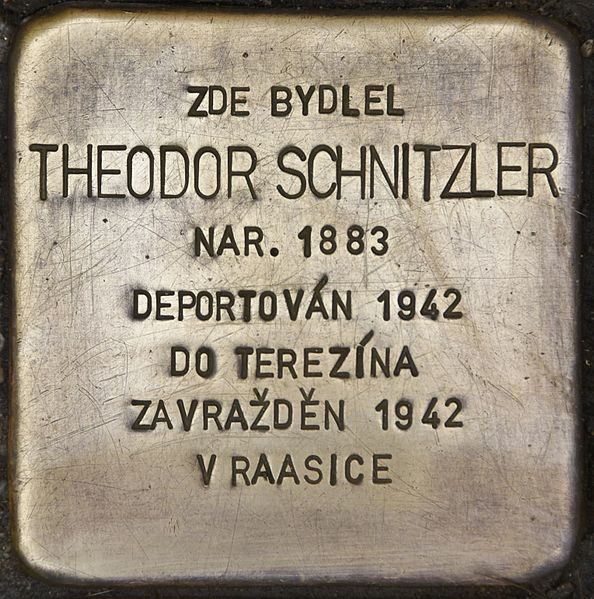 ZDE BYDLEL
THEODOR SCHNITZLER
NAR. 1883
DEPORTOVÁN 1942
DO TEREZÍNA
ZAVRAŽDĚN 1942
V RAASICE